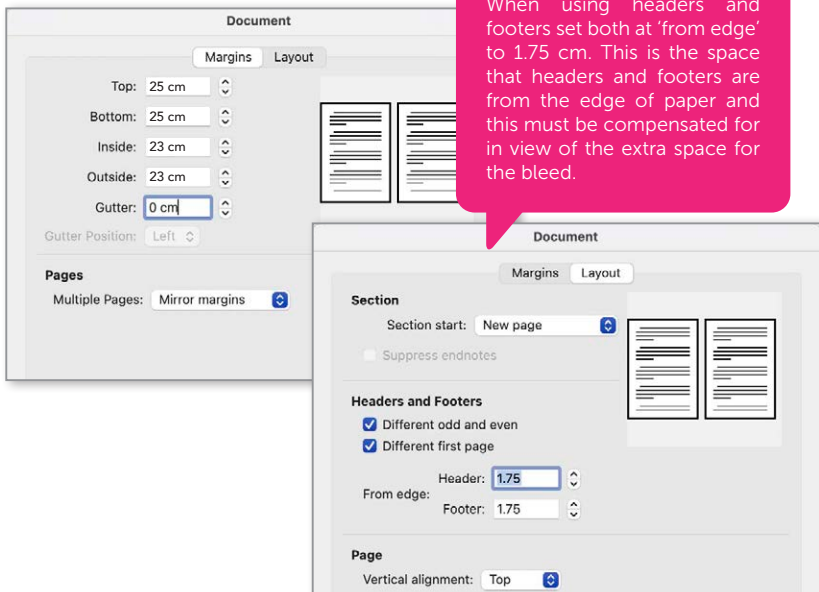 Document
Margins Layout
Top: 25 cm
Bottom: 25 cm
Inside: 23 cm
Outside: 23 cm
Gutter: 0 cm
Gutter Position: Left
Pages
Multiple Pages: Mirror margins
When using headers and
footers set both at ‘from edge’
to 1.75 cm. This is the space
that headers and footers are
from the edge of paper and
this must be compensated for
in view of the extra space for
the bleed.
Document
Margins Layout
Section
Section start: New page
Suppress endnotes
Headers and Footers
Different odd and even
Different first page
Header: 1.75
From edge:
Footer: 1.75
Page
Vertical alignment: Top